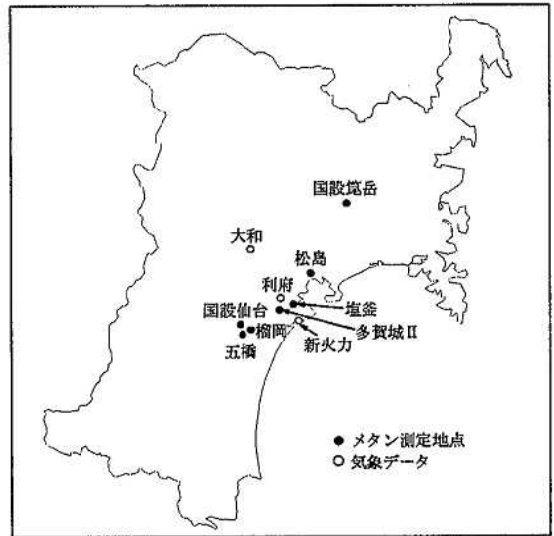 国設箟岳
大和
松島
利府
国設仙台
塩釜
榴岡
多賀城Ⅱ
五橋
新火力
● メタン測定地点
○ 気象データ